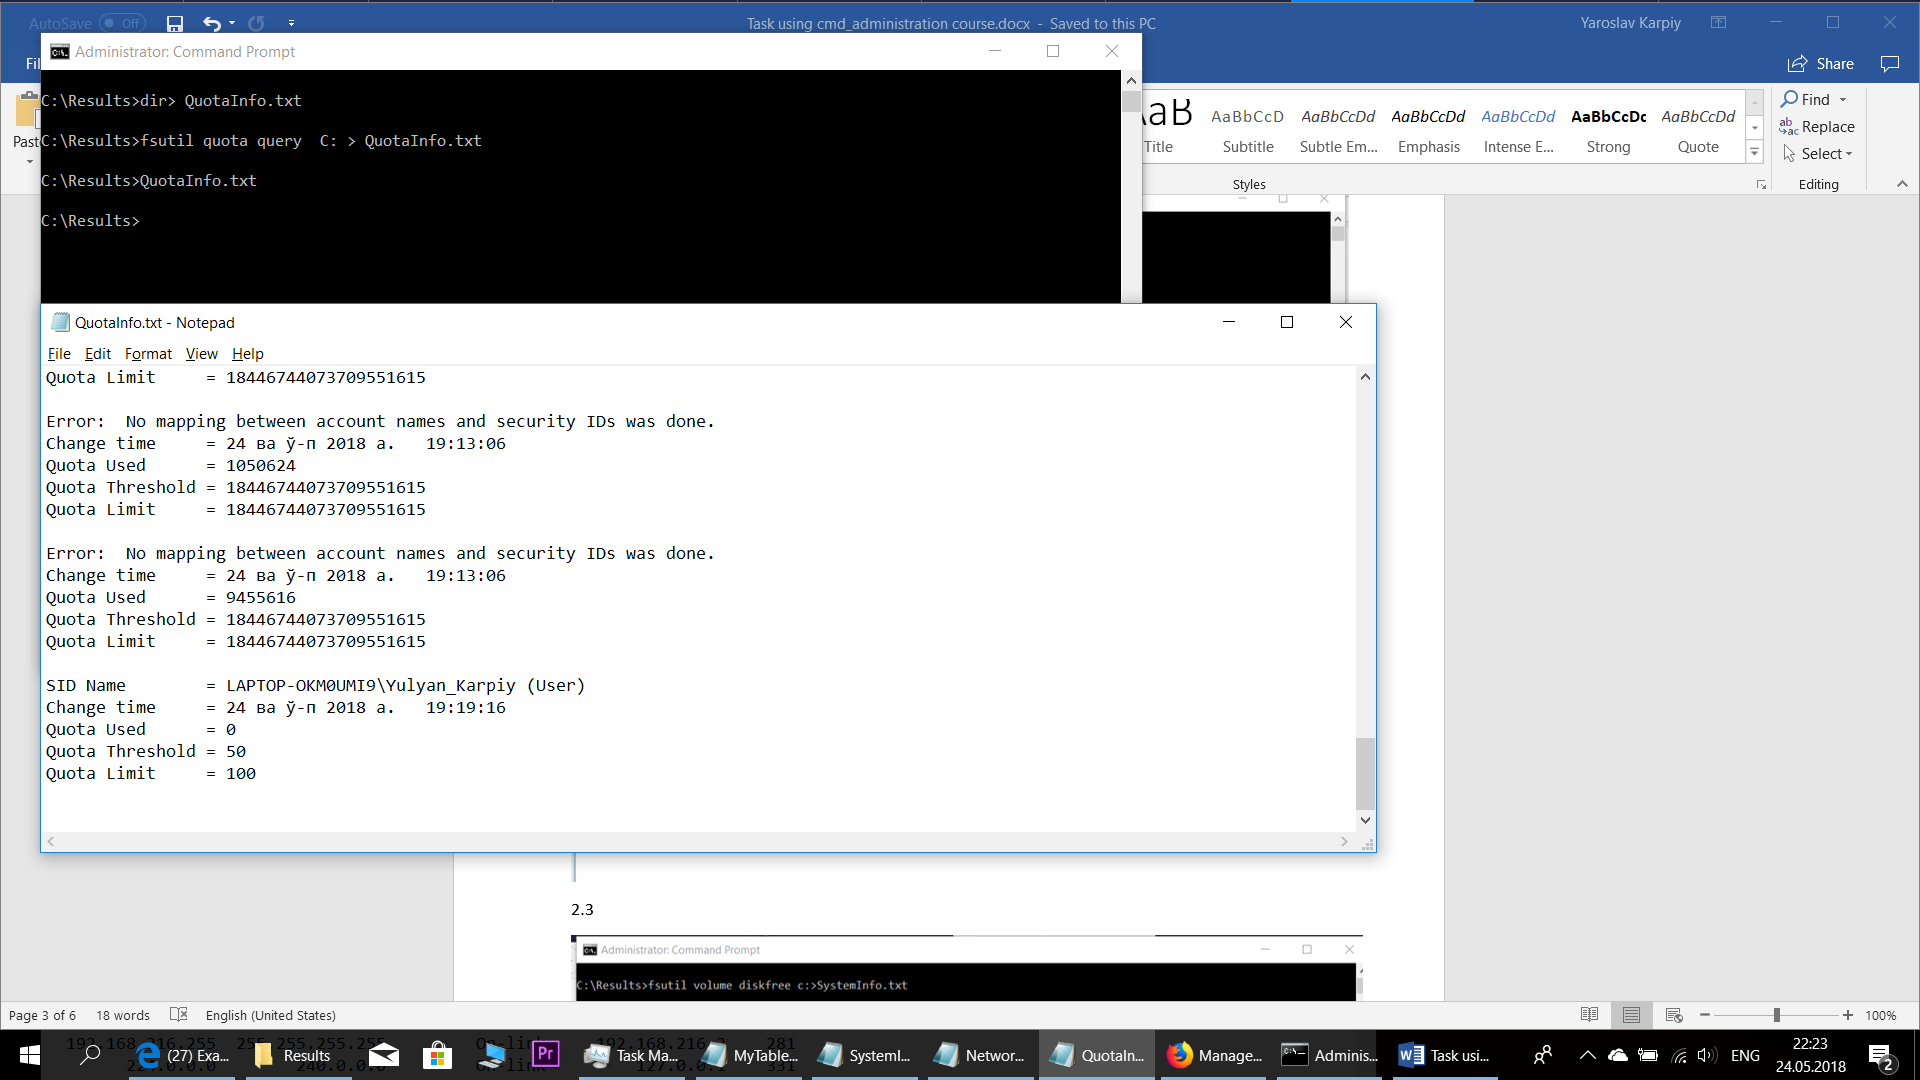 AutoSave Off
Task using cmd_administration course.docx - Saved to this PC
Yaroslav Karpiy
Share
Administrator: Command Prompt
C:\Results>dir> QuotaInfo.txt
C:\Results>fsutil quota query  C: > QuotaInfo.txt
C:\Results>QuotaInfo.txt
C:\Results>
AaBbCcD AaBbCcDd AaBbCcDd AaBbCcDd AaBbCcDc AaBbCcDd
Title Subtitle Subtle Em... Emphasis Intense E... Strong Quote
Styles
Find
Replace
Select
Editing
QuotaInfo.txt - Notepad
File Edit Format View Help
Quota Limit     = 18446744073709551615
Error:  No mapping between account names and security IDs was done.
Change time     = 24 ва ў-п 2018 а.   19:13:06
Quota Used      = 1050624
Quota Threshold = 18446744073709551615
Quota Limit     = 18446744073709551615
Error:  No mapping between account names and security IDs was done.
Change time     = 24 ва ў-п 2018 а.   19:13:06
Quota Used      = 9455616
Quota Threshold = 18446744073709551615
Quota Limit     = 18446744073709551615
SID Name        = LAPTOP-OKM0UMI9\Yulyan_Karpiy (User)
Change time     = 24 ва ў-п 2018 а.   19:19:16
Quota Used      = 0
Quota Threshold = 50
Quota Limit     = 100
2.3
Administrator: Command Prompt
C:\Results>fsutil volume diskfree c:>SystemInfo.txt
Page 3 of 6 18 words English (United States) 100%
(27) Exa... Results Task Ma... MyTable... SystemI... Networ... QuotaIn... Manage... Adminis... Task usi... ENG
22:23
24.05.2018
2